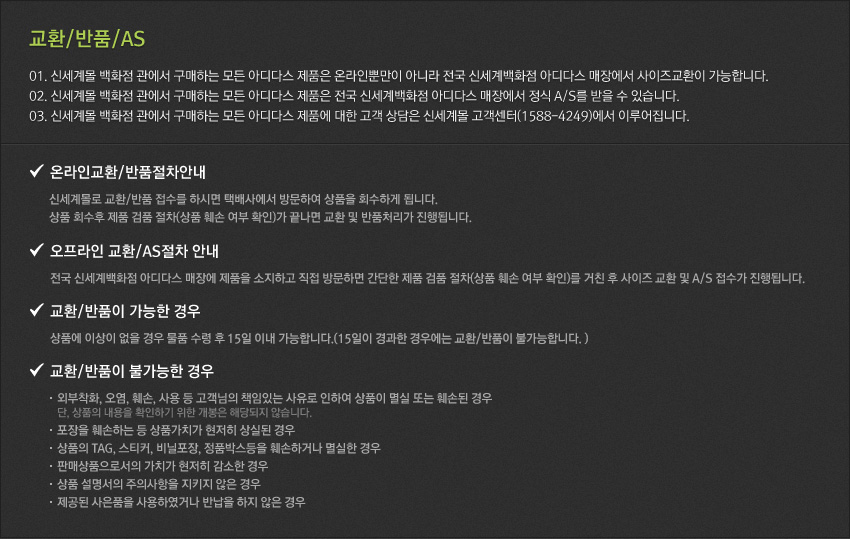 교환/반품/AS
01. 신세계몰 백화점 관에서 구매하는 모든 아디다스 제품은 온라인뿐만이 아니라 전국 신세계백화점 아디다스 매장에서 사이즈교환이 가능합니다.
02. 신세계몰 백화점 관에서 구매하는 모든 아디다스 제품은 전국 신세계백화점 아디다스 매장에서 정식 A/S를 받을 수 있습니다.
03. 신세계몰 백화점 관에서 구매하는 모든 아디다스 제품에 대한 고객 상담은 신세계몰 고객센터(1588-4249)에서 이루어집니다.
✓ 온라인교환/반품절차안내
신세계몰로 교환/반품 접수를 하시면 택배사에서 방문하여 상품을 회수하게 됩니다.
상품 회수후 제품 검품 절차(상품 훼손 여부 확인)가 끝나면 교환 및 반품처리가 진행됩니다.
✓ 오프라인 교환/AS절차 안내
전국 신세계백화점 아디다스 매장에 제품을 소지하고 직접 방문하면 간단한 제품 검품 절차(상품 훼손 여부 확인)를 거친 후 사이즈 교환 및 A/S 접수가 진행됩니다.
✓ 교환/반품이 가능한 경우
상품에 이상이 없을 경우 물품 수령 후 15일 이내 가능합니다.(15일이 경과한 경우에는 교환/반품이 불가능합니다. )
✓ 교환/반품이 불가능한 경우
· 외부착화, 오염, 훼손, 사용 등 고객님의 책임있는 사유로 인하여 상품이 멸실 또는 훼손된 경우
단, 상품의 내용을 확인하기 위한 개봉은 해당되지 않습니다.
· 포장을 훼손하는 등 상품가치가 현저히 상실된 경우
· 상품의 TAG, 스티커, 비닐포장, 정품박스등을 훼손하거나 멸실한 경우
· 판매상품으로서의 가치가 현저히 감소한 경우
· 상품 설명서의 주의사항을 지키지 않은 경우
· 제공된 사은품을 사용하였거나 반납을 하지 않은 경우